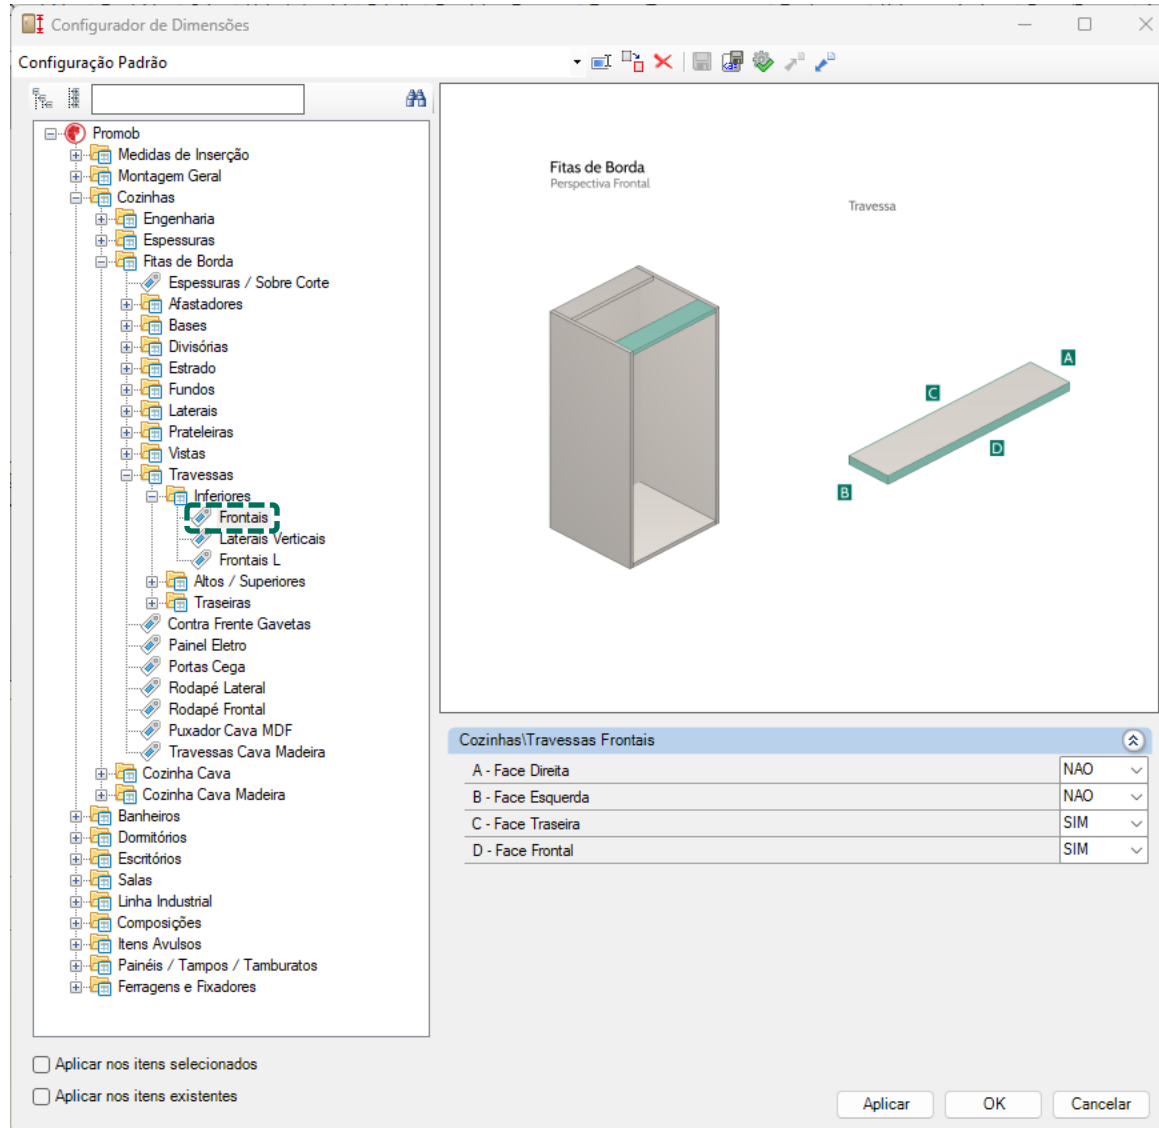 Configurador de Dimensões
Configuração Padrão
Promob
Medidas de Inserção
Montagem Geral
Cozinhas
Engenharia
Espessuras
Fitas de Borda
Espessuras / Sobre Corte
Afastadores
Bases
Divisórias
Estrado
Fundos
Laterais
Prateleiras
Vistas
Travessas
Inferiores
Frontais
Laterais Verticais
Frontais L
Altos / Superiores
Traseiras
Contra Frente Gavetas
Painel Eletro
Portas Cega
Rodapé Lateral
Rodapé Frontal
Puxador Cava MDF
Travessas Cava Madeira
Cozinha Cava
Cozinha Cava Madeira
Banheiros
Dormitórios
Escritórios
Salas
Linha Industrial
Composições
Itens Avulsos
Painéis / Tampos / Tamburatos
Ferragens e Fixadores
Fitas de Borda
Perspectiva Frontal
Travessa
A
C
D
B
Cozinhas\Travessas Frontais
A - Face Direita NAO
B - Face Esquerda NAO
C - Face Traseira SIM
D - Face Frontal SIM
Aplicar nos itens selecionados
Aplicar nos itens existentes
Aplicar OK Cancelar